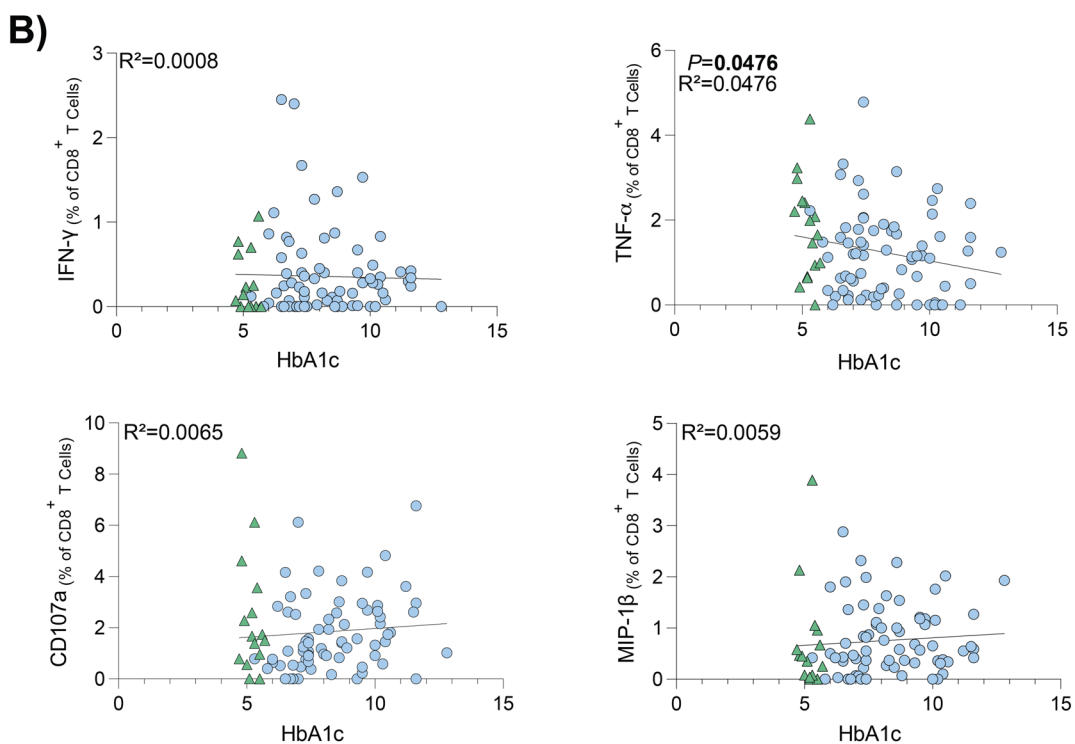 B)
R²=0.0008
IFN-γ (% of CD8⁺ T Cells)
3
2
1
0
0 5 10 15
HbA1c
P=0.0476
R²=0.0476
TNF-α (% of CD8⁺ T Cells)
6
4
2
0
0 5 10 15
HbA1c
R²=0.0065
CD107a (% of CD8⁺ T Cells)
10
8
6
4
2
0
0 5 10 15
HbA1c
R²=0.0059
MIP-1β (% of CD8⁺ T Cells)
5
4
3
2
1
0
0 5 10 15
HbA1c